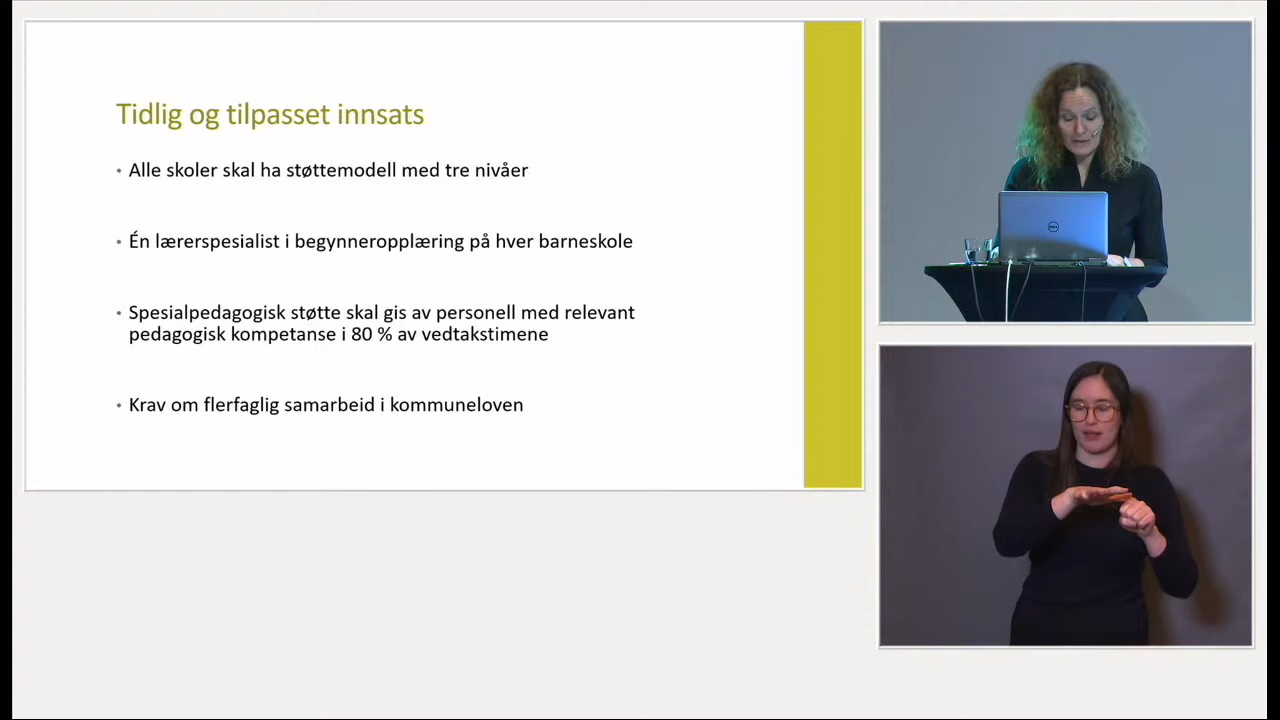 Tidlig og tilpasset innsats
• Alle skoler skal ha støttemodell med tre nivåer
• Én lærerspesialist i begynneropplæring på hver barneskole
• Spesialpedagogisk støtte skal gis av personell med relevant
pedagogisk kompetanse i 80 % av vedtakstimene
• Krav om flerfaglig samarbeid i kommuneloven
DELL